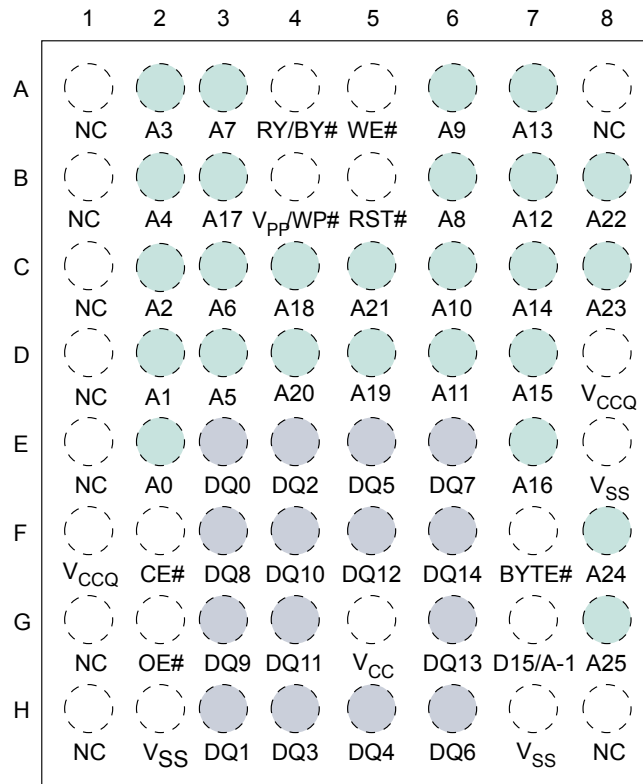 1 2 3 4 5 6 7 8
A
NC A3 A7 RY/BY# WE# A9 A13 NC
B
NC A4 A17 VPP/WP# RST# A8 A12 A22
C
NC A2 A6 A18 A21 A10 A14 A23
D
NC A1 A5 A20 A19 A11 A15 VCCQ
E
NC A0 DQ0 DQ2 DQ5 DQ7 A16 VSS
F
VCCQ CE# DQ8 DQ10 DQ12 DQ14 BYTE# A24
G
NC OE# DQ9 DQ11 VCC DQ13 D15/A-1 A25
H
NC VSS DQ1 DQ3 DQ4 DQ6 VSS NC